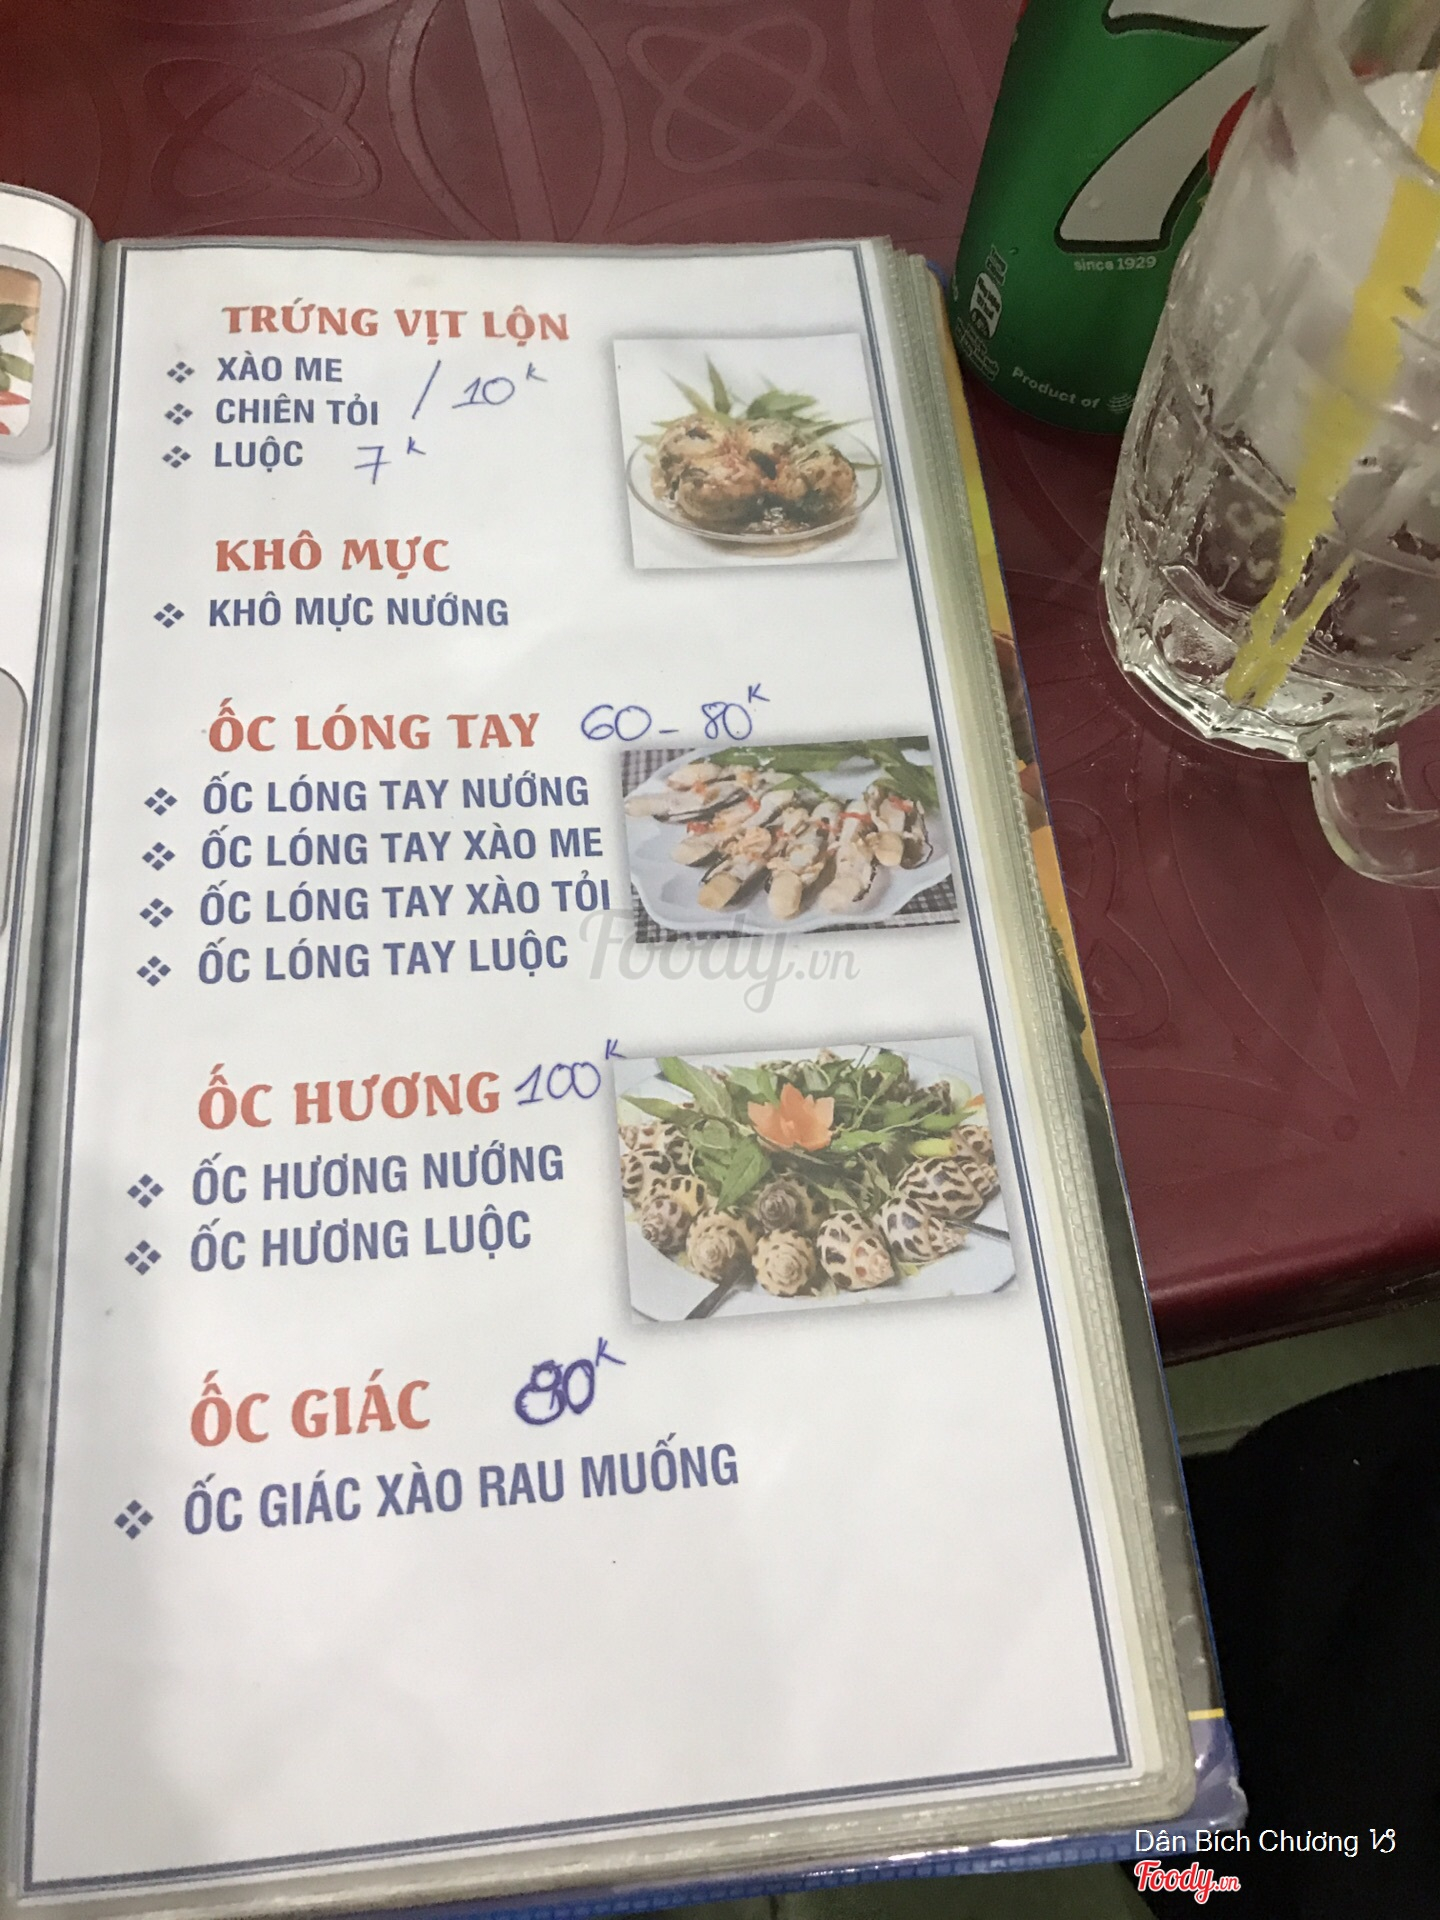 TRỨNG VỊT LỘN
❖ XÀO ME
❖ CHIÊN TỎI / 10K
❖ LUỘC 7K
KHÔ MỰC
❖ KHÔ MỰC NƯỚNG
ỐC LÓNG TAY 60-80K
❖ ỐC LÓNG TAY NƯỚNG
❖ ỐC LÓNG TAY XÀO ME
❖ ỐC LÓNG TAY XÀO TỎI
❖ ỐC LÓNG TAY LUỘC
Foody.vn
ỐC HƯƠNG 100K
❖ ỐC HƯƠNG NƯỚNG
❖ ỐC HƯƠNG LUỘC
ỐC GIÁC 80K
❖ ỐC GIÁC XÀO RAU MUỐNG
7
since 1929
Product of
Dân Bích Chương ♑
Foody.vn